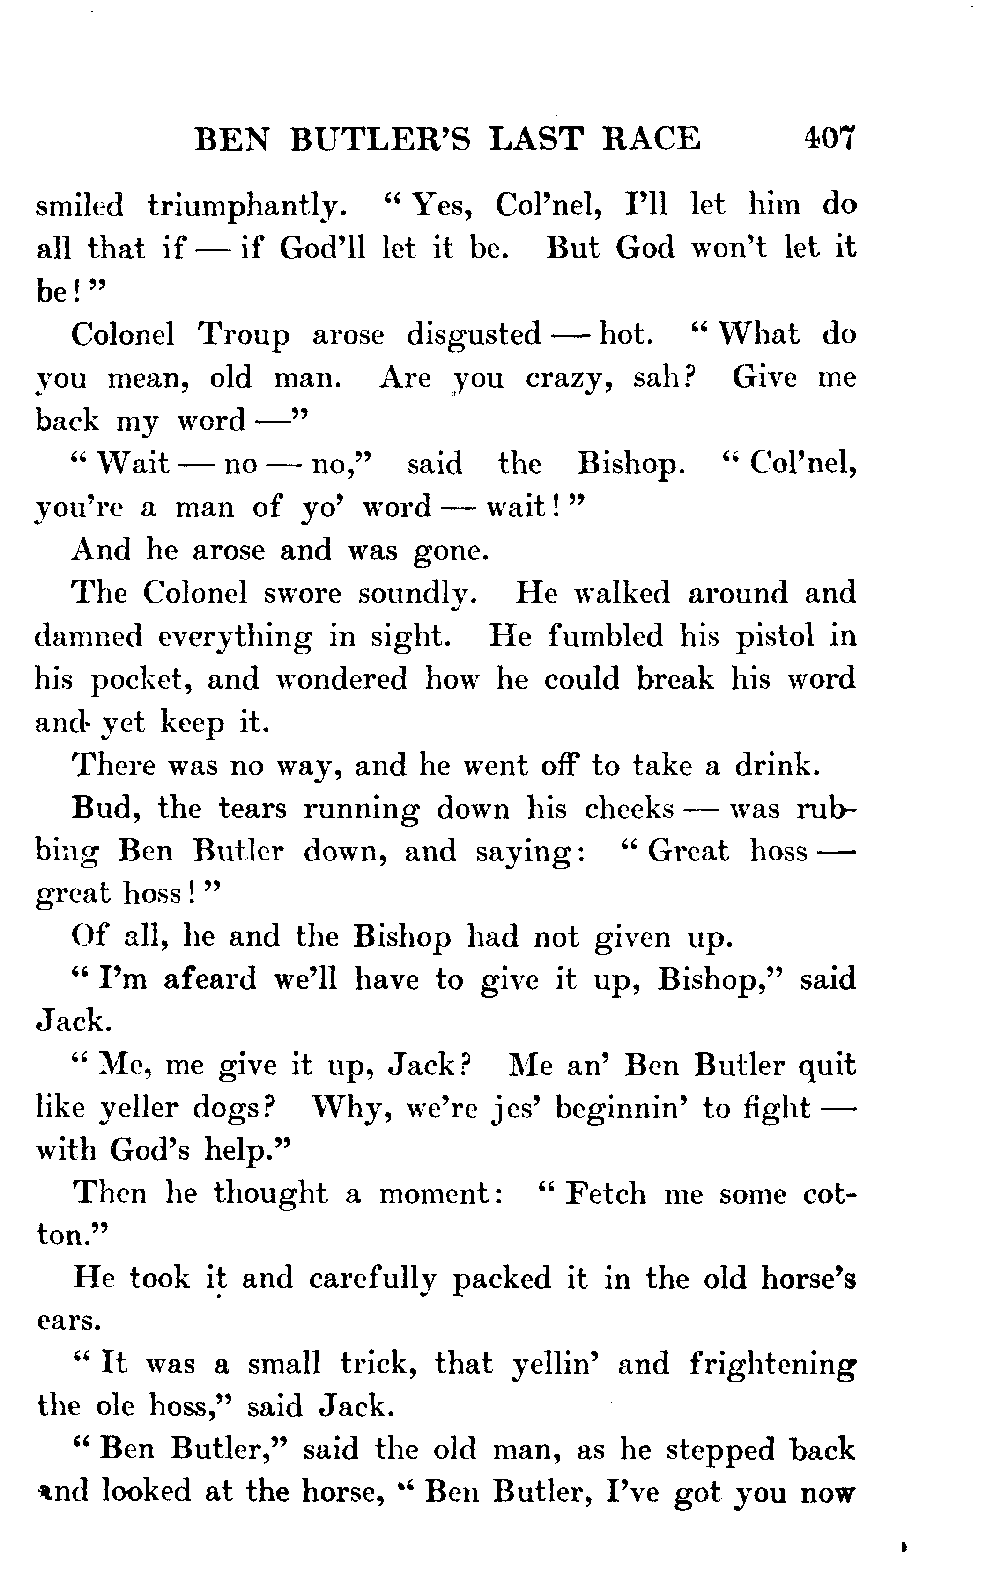 BEN BUTLER'S LAST RACE 407
smiled triumphantly. " Yes, Col'nel, I'll let him do
all that if — if God'll let it be. But God won't let it
be! "
Colonel Troup arose disgusted — hot. " What do
you mean, old man. Are you crazy, sah? Give me
back my word —"
" Wait — no — no," said the Bishop. " Col'nel,
you're a man of yo' word — wait! "
And he arose and was gone.
The Colonel swore soundly. He walked around and
damned everything in sight. He fumbled his pistol in
his pocket, and wondered how he could break his word
and yet keep it.
There was no way, and he went off to take a drink.
Bud, the tears running down his cheeks — was rub-
bing Ben Butler down, and saying: " Great hoss —
great hoss! "
Of all, he and the Bishop had not given up.
" I'm afeard we'll have to give it up, Bishop," said
Jack.
" Me, me give it up, Jack? Me an' Ben Butler quit
like yeller dogs? Why, we're jes' beginnin' to fight —
with God's help."
Then he thought a moment: " Fetch me some cot-
ton."
He took it and carefully packed it in the old horse's
ears.
" It was a small trick, that yellin' and frightening
the ole hoss," said Jack.
" Ben Butler," said the old man, as he stepped back
and looked at the horse, " Ben Butler, I've got you now